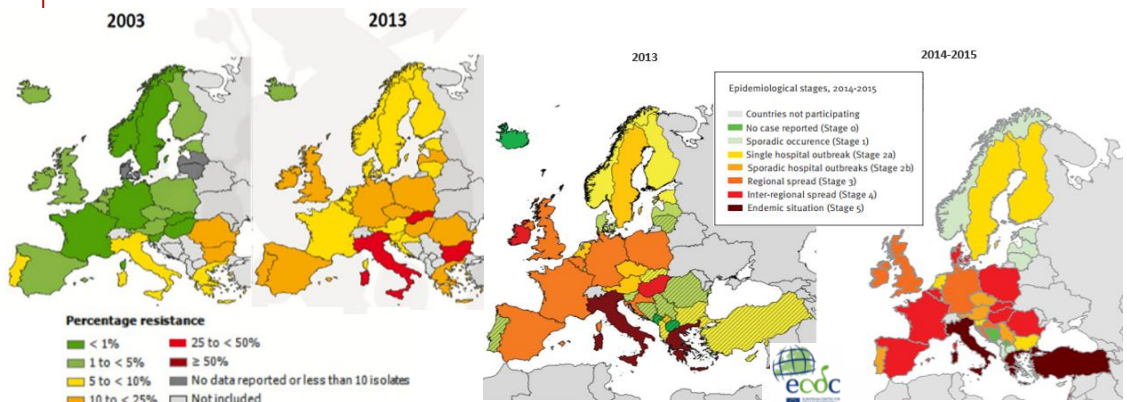 2003
2013
Percentage resistance
< 1%
1 to < 5%
5 to < 10%
10 to < 25%
25 to < 50%
≥ 50%
No data reported or less than 10 isolates
Not included
2013
2014-2015
Epidemiological stages, 2014-2015
Countries not participating
No case reported (Stage 0)
Sporadic occurence (Stage 1)
Single hospital outbreak (Stage 2a)
Sporadic hospital outbreaks (Stage 2b)
Regional spread (Stage 3)
Inter-regional spread (Stage 4)
Endemic situation (Stage 5)
ecdc